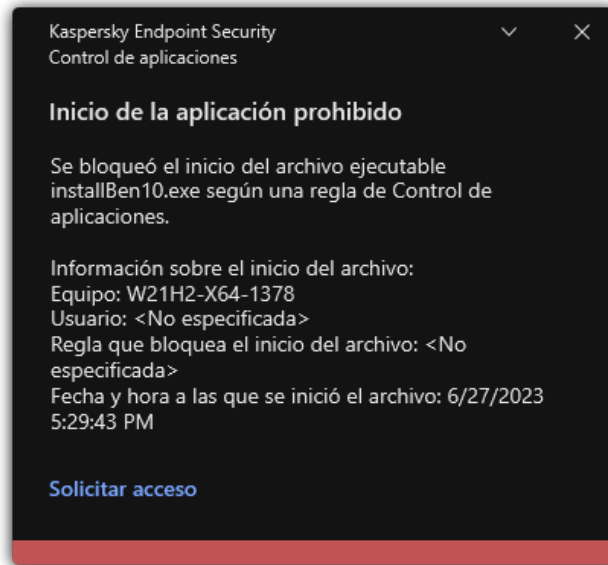 Kaspersky Endpoint Security
Control de aplicaciones
Inicio de la aplicación prohibido
Se bloqueó el inicio del archivo ejecutable
installBen10.exe según una regla de Control de
aplicaciones.
Información sobre el inicio del archivo:
Equipo: W21H2-X64-1378
Usuario: <No especificada>
Regla que bloquea el inicio del archivo: <No
especificada>
Fecha y hora a las que se inició el archivo: 6/27/2023
5:29:43 PM
Solicitar acceso